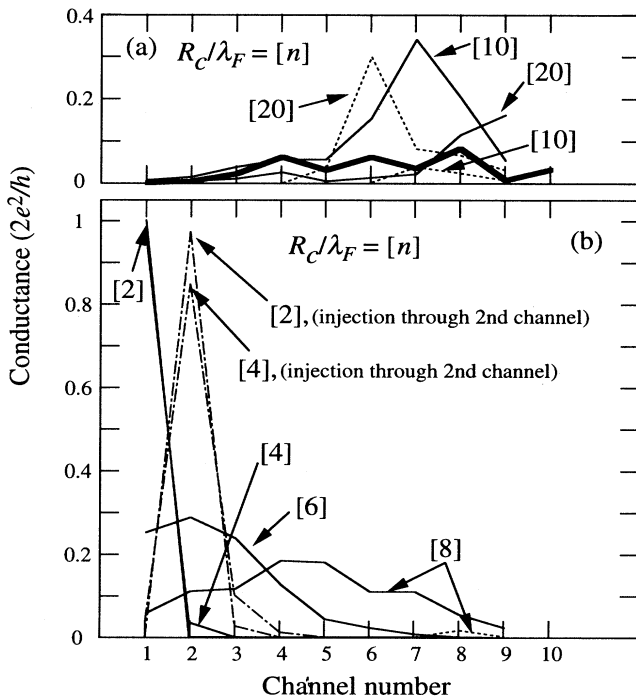 0.4
(a) R_C/λ_F = [n]
[10]
[20]
[20]
[10]
0.2
0
1
(b)
R_C/λ_F = [n]
[2]
[2], (injection through 2nd channel)
[4], (injection through 2nd channel)
0.8
0.6
0.4
[4]
[6]
[8]
0.2
0
1 2 3 4 5 6 7 8 9 10
Channel number
Conductance (2e²/h)